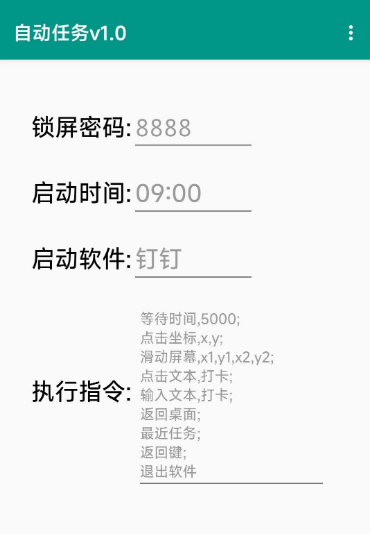 自动任务v1.0
锁屏密码:8888
启动时间:09:00
启动软件:钉钉
执行指令:
等待时间,5000;
点击坐标,x,y;
滑动屏幕,x1,y1,x2,y2;
点击文本,打卡;
输入文本,打卡;
返回桌面;
最近任务;
返回键;
退出软件